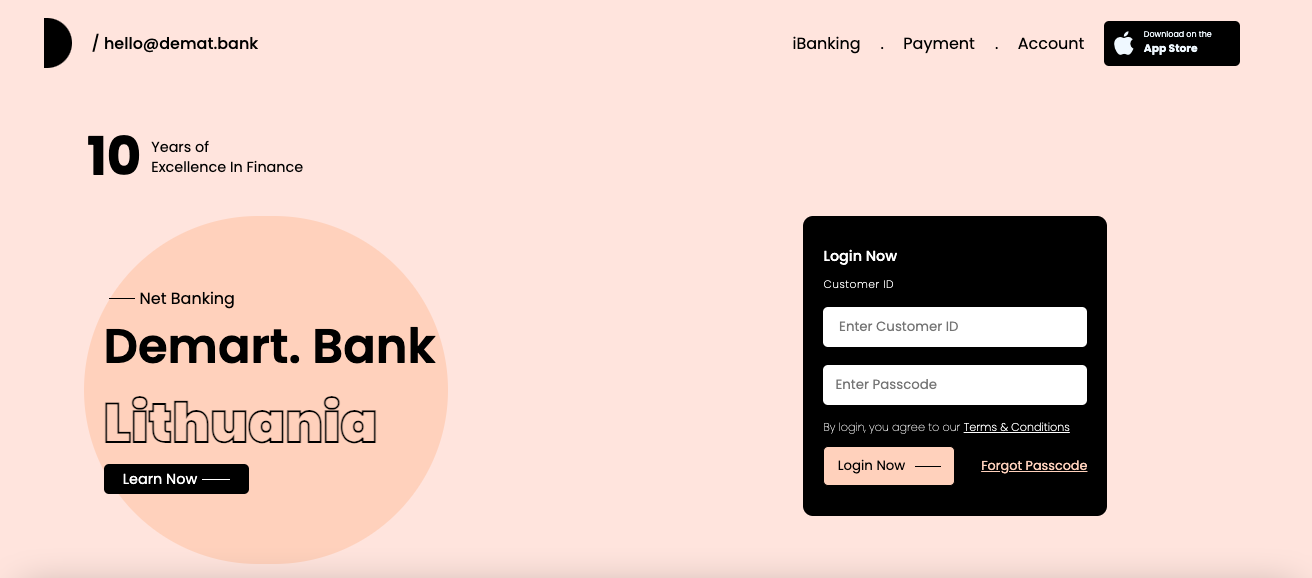 / hello@demat.bank
iBanking . Payment . Account
Download on the
App Store
10
Years of
Excellence In Finance
Net Banking
Demart. Bank
Lithuania
Learn Now
Login Now
Customer ID
Enter Customer ID
Enter Passcode
By login, you agree to our Terms & Conditions
Login Now
Forgot Passcode